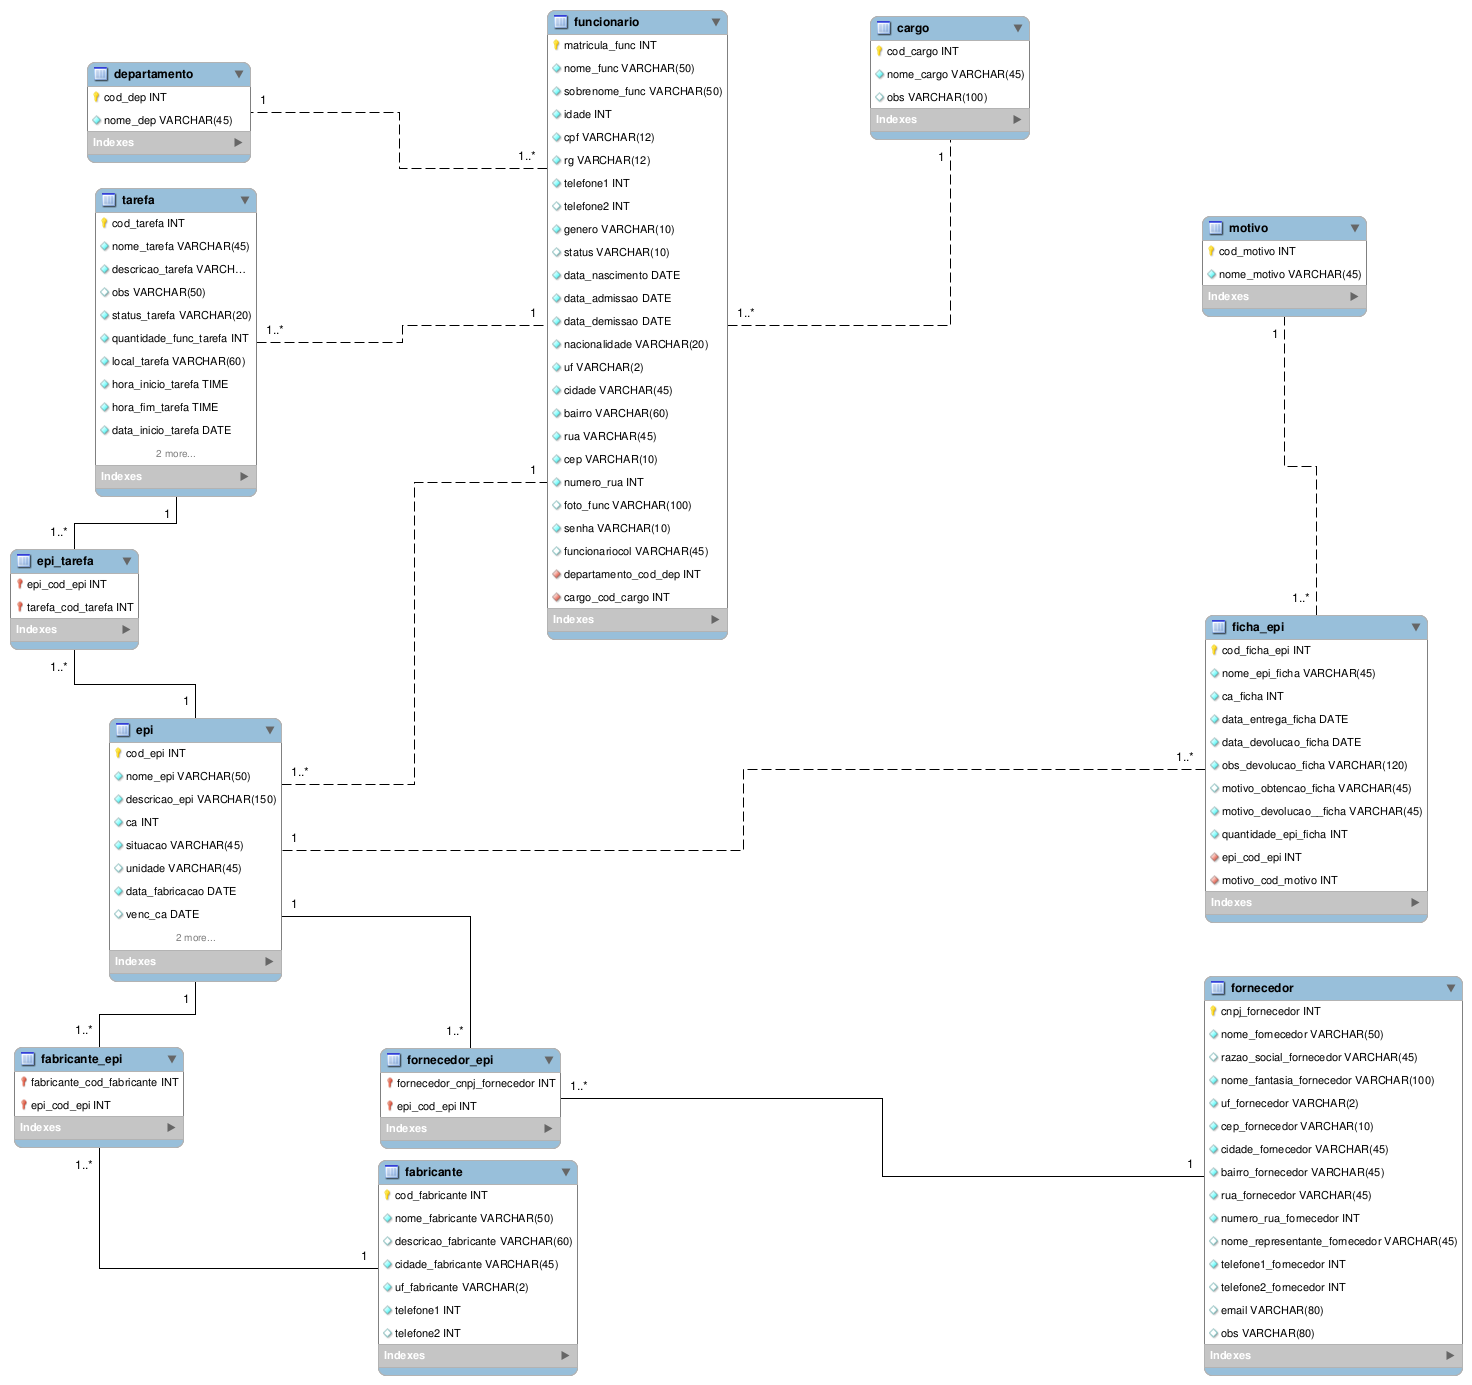 departamento
cod_dep INT
nome_dep VARCHAR(45)
Indexes
1
1..*
funcionario
matricula_func INT
nome_func VARCHAR(50)
sobrenome_func VARCHAR(50)
idade INT
cpf VARCHAR(12)
rg VARCHAR(12)
telefone1 INT
telefone2 INT
genero VARCHAR(10)
status VARCHAR(10)
data_nascimento DATE
data_admissao DATE
data_demissao DATE
nacionalidade VARCHAR(20)
uf VARCHAR(2)
cidade VARCHAR(45)
bairro VARCHAR(60)
rua VARCHAR(45)
cep VARCHAR(10)
numero_rua INT
foto_func VARCHAR(100)
senha VARCHAR(10)
funcionariocol VARCHAR(45)
departamento_cod_dep INT
cargo_cod_cargo INT
Indexes
cargo
cod_cargo INT
nome_cargo VARCHAR(45)
obs VARCHAR(100)
Indexes
1
1..*
tarefa
cod_tarefa INT
nome_tarefa VARCHAR(45)
descricao_tarefa VARCH...
obs VARCHAR(50)
status_tarefa VARCHAR(20)
quantidade_func_tarefa INT
local_tarefa VARCHAR(60)
hora_inicio_tarefa TIME
hora_fim_tarefa TIME
data_inicio_tarefa DATE
2 more...
Indexes
1..*
1
1
1..*
motivo
cod_motivo INT
nome_motivo VARCHAR(45)
Indexes
1
1..*
epi_tarefa
epi_cod_epi INT
tarefa_cod_tarefa INT
Indexes
1..*
1
epi
cod_epi INT
nome_epi VARCHAR(50)
descricao_epi VARCHAR(150)
ca INT
situacao VARCHAR(45)
unidade VARCHAR(45)
data_fabricacao DATE
venc_ca DATE
2 more...
Indexes
1
1..*
1
1..*
ficha_epi
cod_ficha_epi INT
nome_epi_ficha VARCHAR(45)
ca_ficha INT
data_entrega_ficha DATE
data_devolucao_ficha DATE
obs_devolucao_ficha VARCHAR(120)
motivo_obtencao_ficha VARCHAR(45)
motivo_devolucao__ficha VARCHAR(45)
quantidade_epi_ficha INT
epi_cod_epi INT
motivo_cod_motivo INT
Indexes
1
1..*
1
1..*
fabricante_epi
fabricante_cod_fabricante INT
epi_cod_epi INT
Indexes
1..*
1
fornecedor_epi
fornecedor_cnpj_fornecedor INT
epi_cod_epi INT
Indexes
1..*
1
fabricante
cod_fabricante INT
nome_fabricante VARCHAR(50)
descricao_fabricante VARCHAR(60)
cidade_fabricante VARCHAR(45)
uf_fabricante VARCHAR(2)
telefone1 INT
telefone2 INT
Indexes
fornecedor
cnpj_fornecedor INT
nome_fornecedor VARCHAR(50)
razao_social_fornecedor VARCHAR(45)
nome_fantasia_fornecedor VARCHAR(100)
uf_fornecedor VARCHAR(2)
cep_fornecedor VARCHAR(10)
cidade_fornecedor VARCHAR(45)
bairro_fornecedor VARCHAR(45)
rua_fornecedor VARCHAR(45)
numero_rua_fornecedor INT
nome_representante_fornecedor VARCHAR(45)
telefone1_fornecedor INT
telefone2_fornecedor INT
email VARCHAR(80)
obs VARCHAR(80)
Indexes